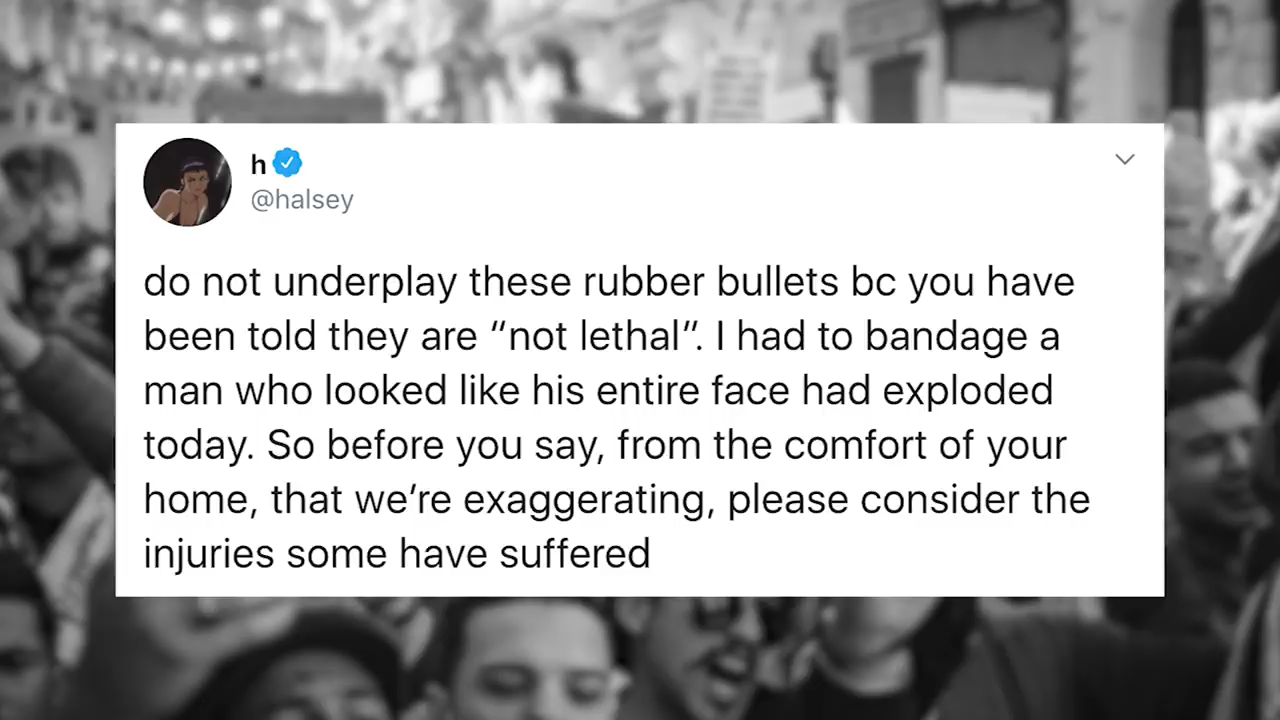 h
@halsey
do not underplay these rubber bullets bc you have
been told they are “not lethal”. I had to bandage a
man who looked like his entire face had exploded
today. So before you say, from the comfort of your
home, that we’re exaggerating, please consider the
injuries some have suffered